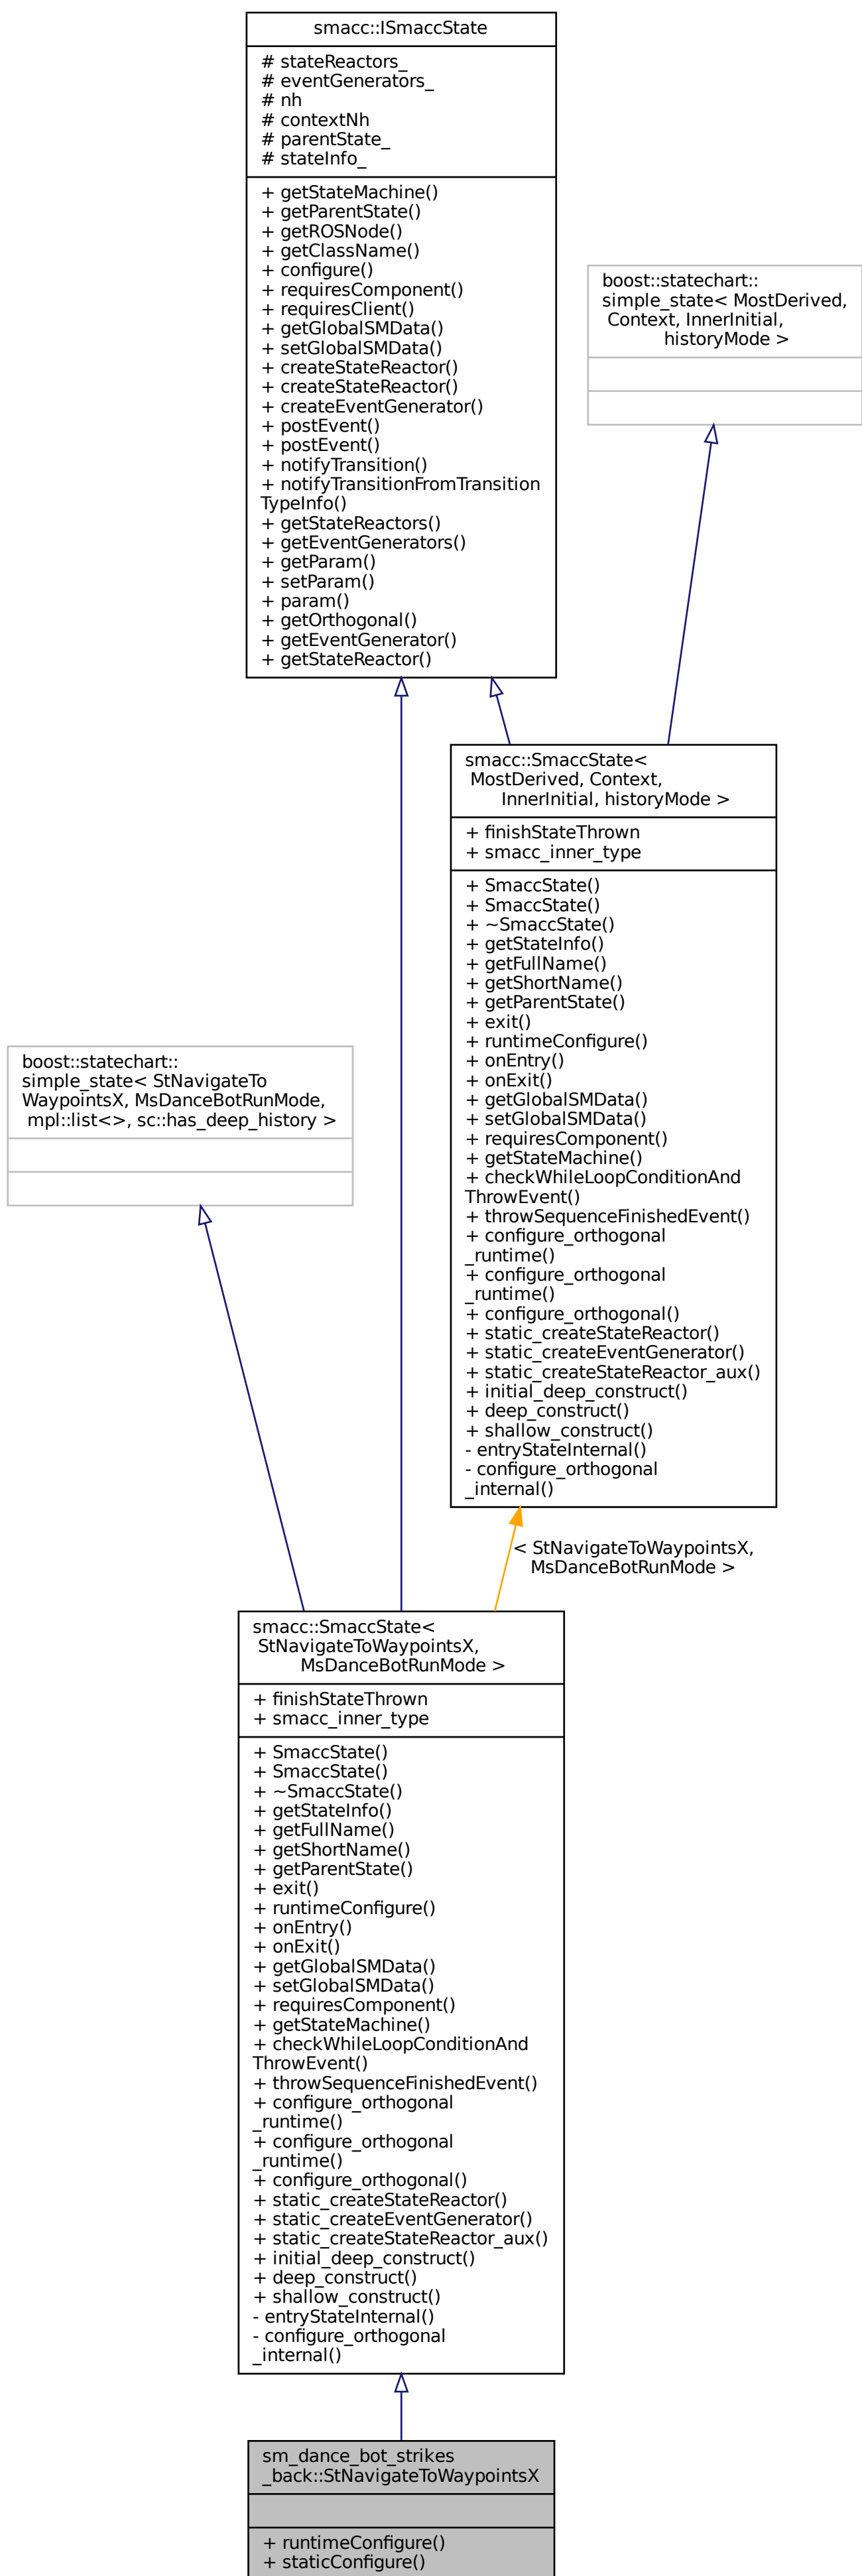 smacc::ISmaccState
# stateReactors_
# eventGenerators_
# nh
# contextNh
# parentState_
# stateInfo_
+ getStateMachine()
+ getParentState()
+ getROSNode()
+ getClassName()
+ configure()
+ requiresComponent()
+ requiresClient()
+ getGlobalSMData()
+ setGlobalSMData()
+ createStateReactor()
+ createStateReactor()
+ createEventGenerator()
+ postEvent()
+ postEvent()
+ notifyTransition()
+ notifyTransitionFromTransition
TypeInfo()
+ getStateReactors()
+ getEventGenerators()
+ getParam()
+ setParam()
+ param()
+ getOrthogonal()
+ getEventGenerator()
+ getStateReactor()
boost::statechart::
simple_state< MostDerived,
Context, InnerInitial,
historyMode >
smacc::SmaccState<
MostDerived, Context,
InnerInitial, historyMode >
+ finishStateThrown
+ smacc_inner_type
+ SmaccState()
+ SmaccState()
+ ~SmaccState()
+ getStateInfo()
+ getFullName()
+ getShortName()
+ getParentState()
+ exit()
+ runtimeConfigure()
+ onEntry()
+ onExit()
+ getGlobalSMData()
+ setGlobalSMData()
+ requiresComponent()
+ getStateMachine()
+ checkWhileLoopConditionAnd
ThrowEvent()
+ throwSequenceFinishedEvent()
+ configure_orthogonal
_runtime()
+ configure_orthogonal
_runtime()
+ configure_orthogonal()
+ static_createStateReactor()
+ static_createEventGenerator()
+ static_createStateReactor_aux()
+ initial_deep_construct()
+ deep_construct()
+ shallow_construct()
- entryStateInternal()
- configure_orthogonal
_internal()
boost::statechart::
simple_state< StNavigateTo
WaypointsX, MsDanceBotRunMode,
mpl::list<>, sc::has_deep_history >
< StNavigateToWaypointsX,
MsDanceBotRunMode >
smacc::SmaccState<
StNavigateToWaypointsX,
MsDanceBotRunMode >
+ finishStateThrown
+ smacc_inner_type
+ SmaccState()
+ SmaccState()
+ ~SmaccState()
+ getStateInfo()
+ getFullName()
+ getShortName()
+ getParentState()
+ exit()
+ runtimeConfigure()
+ onEntry()
+ onExit()
+ getGlobalSMData()
+ setGlobalSMData()
+ requiresComponent()
+ getStateMachine()
+ checkWhileLoopConditionAnd
ThrowEvent()
+ throwSequenceFinishedEvent()
+ configure_orthogonal
_runtime()
+ configure_orthogonal
_runtime()
+ configure_orthogonal()
+ static_createStateReactor()
+ static_createEventGenerator()
+ static_createStateReactor_aux()
+ initial_deep_construct()
+ deep_construct()
+ shallow_construct()
- entryStateInternal()
- configure_orthogonal
_internal()
sm_dance_bot_strikes
_back::StNavigateToWaypointsX
+ runtimeConfigure()
+ staticConfigure()